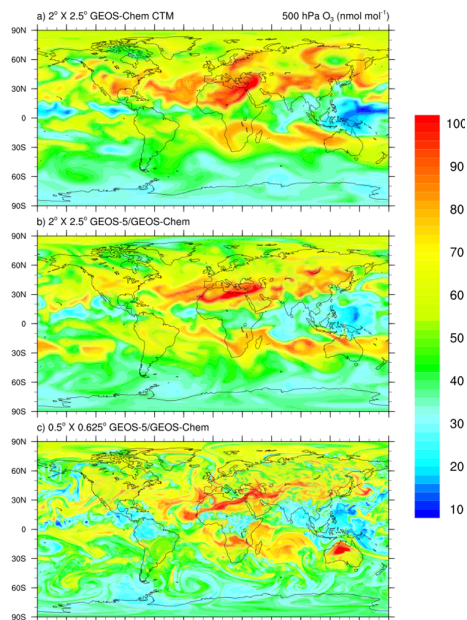 a) 2° X 2.5° GEOS-Chem CTM 500 hPa O₃ (nmol mol⁻¹)
90N
60N
30N
0
30S
60S
90S
b) 2° X 2.5° GEOS-5/GEOS-Chem
90N
60N
30N
0
30S
60S
90S
c) 0.5° X 0.625° GEOS-5/GEOS-Chem
90N
60N
30N
0
30S
60S
90S
100
90
80
70
60
50
40
30
20
10